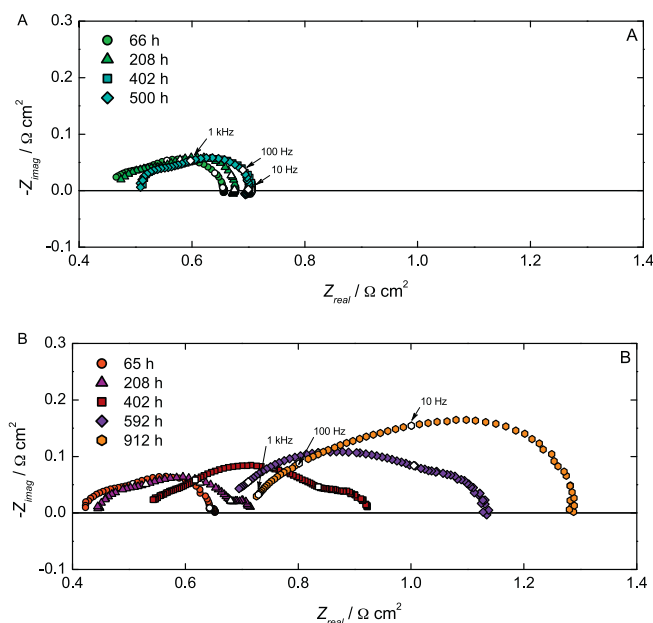 A
A
0.3
66 h
208 h
402 h
500 h
0.2
-Z_imag / Ω cm²
0.1
1 kHz
100 Hz
10 Hz
0.0
-0.1
0.4 0.6 0.8 1.0 1.2 1.4
Z_real / Ω cm²
B
B
0.3
65 h
208 h
402 h
592 h
912 h
0.2
-Z_imag / Ω cm²
10 Hz
100 Hz
1 kHz
0.1
0.0
-0.1
0.4 0.6 0.8 1.0 1.2 1.4
Z_real / Ω cm²